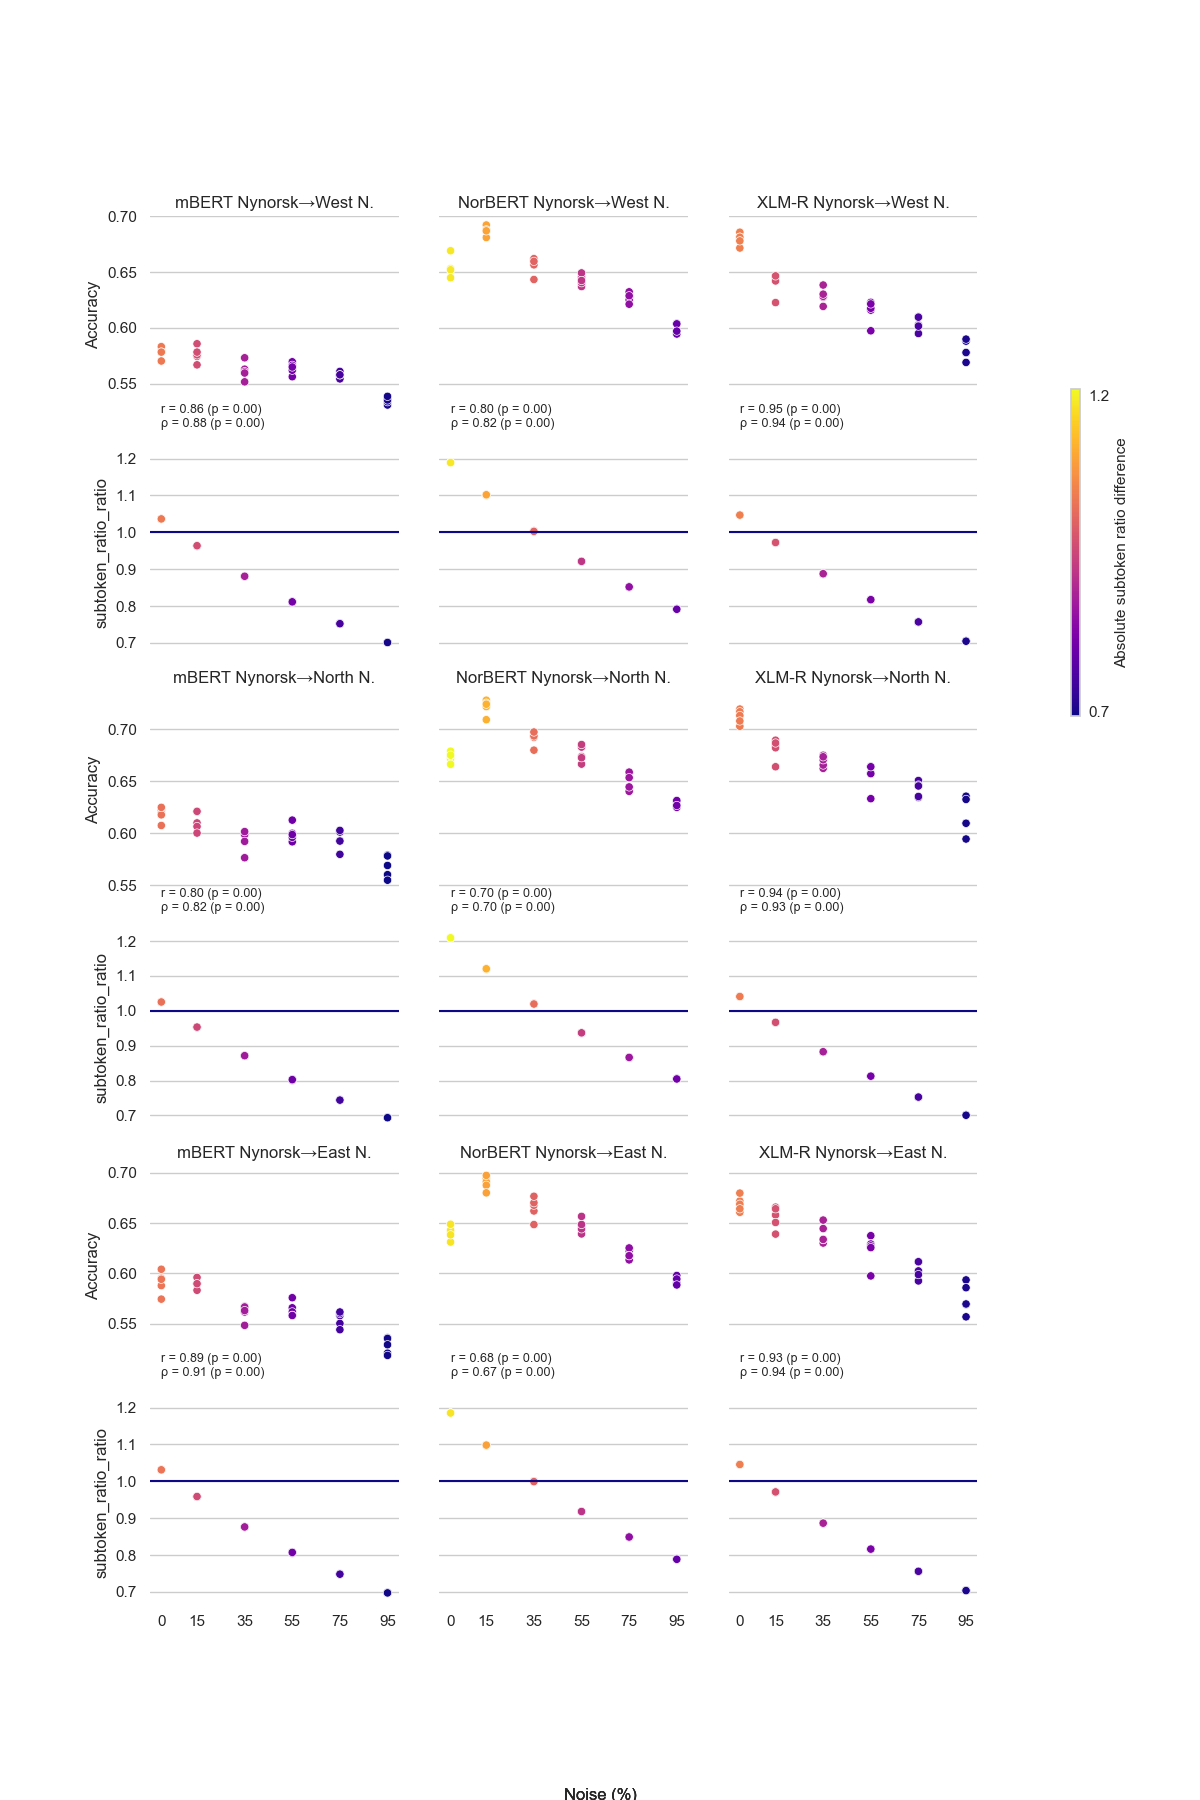 mBERT Nynorsk→West N.
NorBERT Nynorsk→West N.
XLM-R Nynorsk→West N.
0.70
0.65
0.60
0.55
Accuracy
r = 0.86 (p = 0.00)
ρ = 0.88 (p = 0.00)
r = 0.80 (p = 0.00)
ρ = 0.82 (p = 0.00)
r = 0.95 (p = 0.00)
ρ = 0.94 (p = 0.00)
1.2
1.1
1.0
0.9
0.8
0.7
subtoken_ratio_ratio
1.2
0.7
Absolute subtoken ratio difference
mBERT Nynorsk→North N.
NorBERT Nynorsk→North N.
XLM-R Nynorsk→North N.
0.70
0.65
0.60
0.55
Accuracy
r = 0.80 (p = 0.00)
ρ = 0.82 (p = 0.00)
r = 0.70 (p = 0.00)
ρ = 0.70 (p = 0.00)
r = 0.94 (p = 0.00)
ρ = 0.93 (p = 0.00)
1.2
1.1
1.0
0.9
0.8
0.7
subtoken_ratio_ratio
mBERT Nynorsk→East N.
NorBERT Nynorsk→East N.
XLM-R Nynorsk→East N.
0.70
0.65
0.60
0.55
Accuracy
r = 0.89 (p = 0.00)
ρ = 0.91 (p = 0.00)
r = 0.68 (p = 0.00)
ρ = 0.67 (p = 0.00)
r = 0.93 (p = 0.00)
ρ = 0.94 (p = 0.00)
1.2
1.1
1.0
0.9
0.8
0.7
subtoken_ratio_ratio
0 15 35 55 75 95
0 15 35 55 75 95
0 15 35 55 75 95
Noise (%)